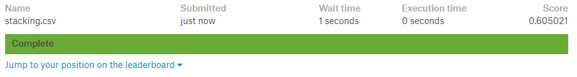 Name Submitted Wait time Execution time Score
stacking.csv just now 1 seconds 0 seconds 0.605021
Complete
Jump to your position on the leaderboard